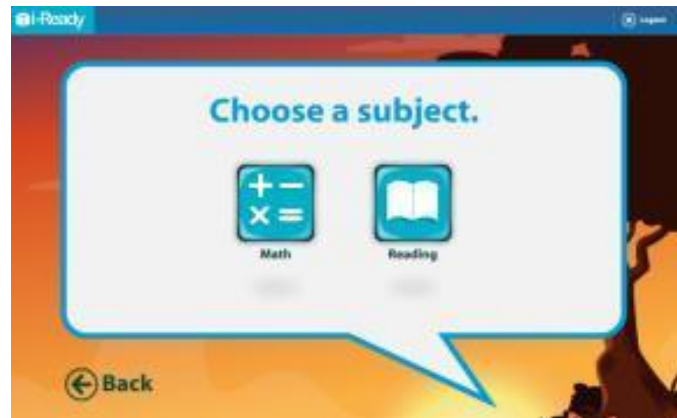 i-Ready
Logout
Choose a subject.
Math
Reading
Back